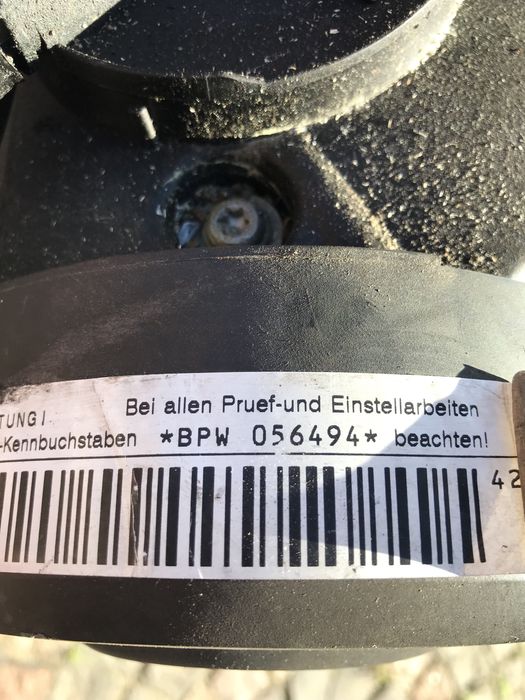 TUNG! Bei allen Pruef-und Einstellarbeiten
-Kennbuchstaben *BPW 056494* beachten!
42